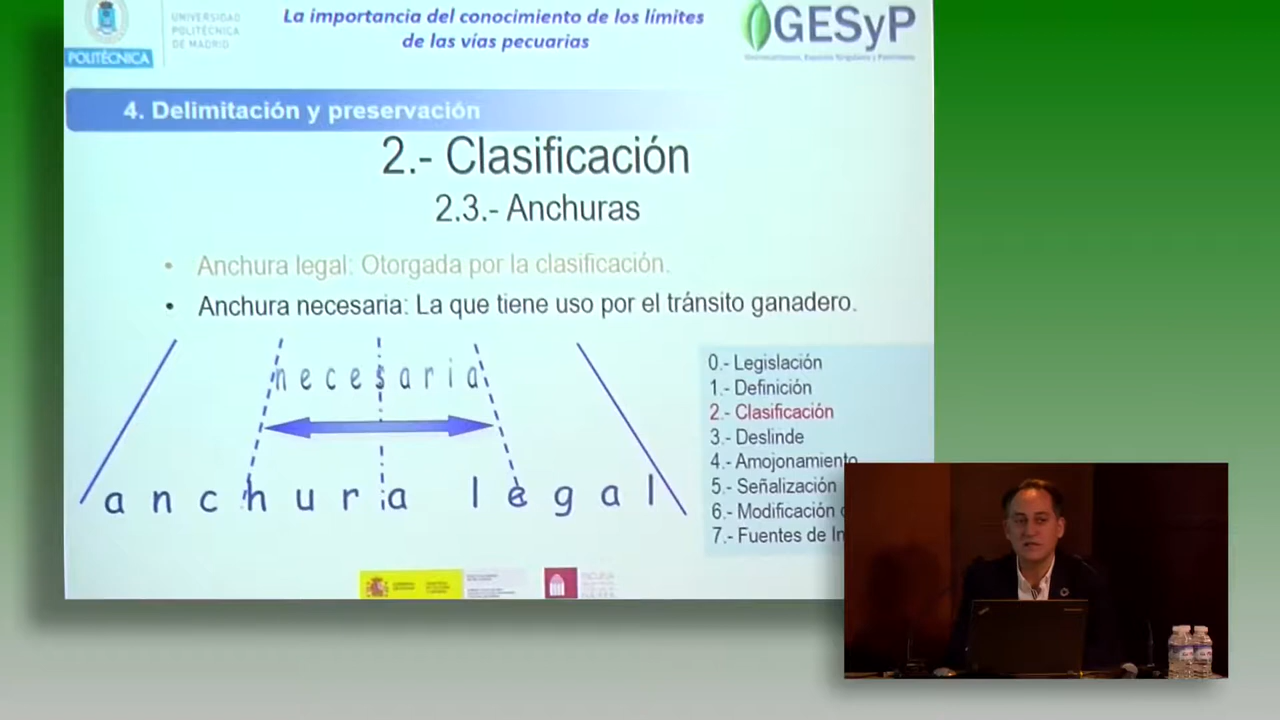 UNIVERSIDAD
POLITÉCNICA
DE MADRID
POLITÉCNICA
La importancia del conocimiento de los límites
de las vías pecuarias
GESyP
4. Delimitación y preservación
2.- Clasificación
2.3.- Anchuras
• Anchura legal: Otorgada por la clasificación.
• Anchura necesaria: La que tiene uso por el tránsito ganadero.
necesaria
anchuria legal
0.- Legislación
1.- Definición
2.- Clasificación
3.- Deslinde
4.- Amojonamiento
5.- Señalización
6.- Modificación
7.- Fuentes de In